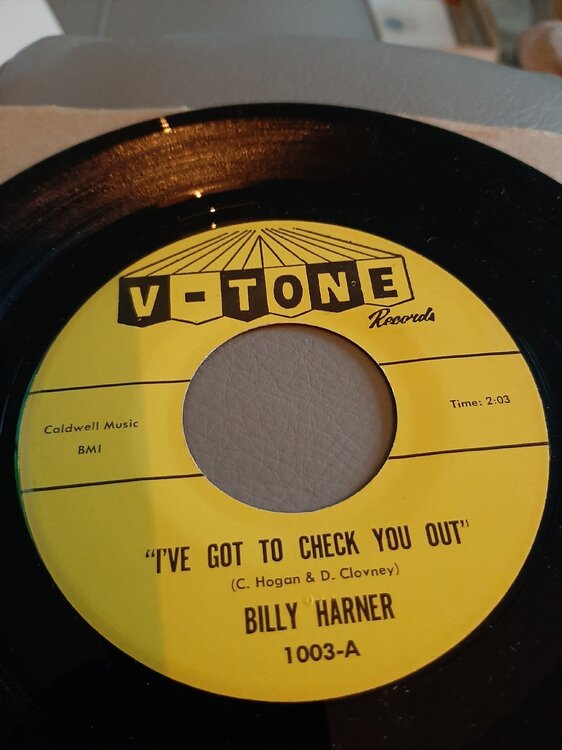 V-TONE
Records
Caldwell Music
BMI
Time: 2:03
"I'VE GOT TO CHECK YOU OUT"
(C. Hogan & D. Clovney)
BILLY HARNER
1003-A